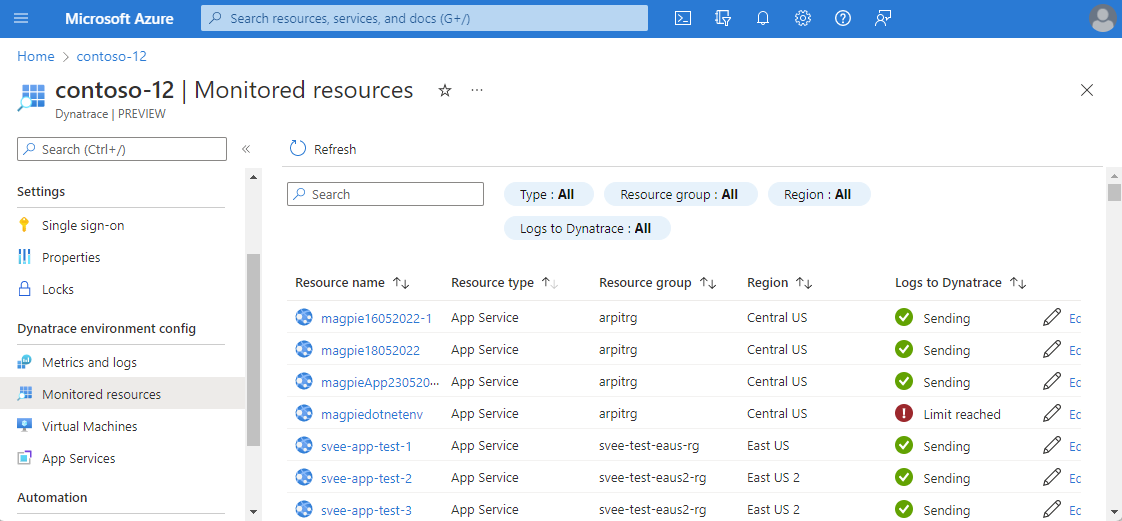 Microsoft Azure
Search resources, services, and docs (G+/)
Home > contoso-12
contoso-12 | Monitored resources
Dynatrace | PREVIEW
Search (Ctrl+/)
«
Settings
Single sign-on
Properties
Locks
Dynatrace environment config
Metrics and logs
Monitored resources
Virtual Machines
App Services
Automation
Refresh
Search
Type : All
Resource group : All
Region : All
Logs to Dynatrace : All
Resource name Resource type Resource group Region Logs to Dynatrace
magpie16052022-1 App Service arpitrg Central US Sending Ec
magpie18052022 App Service arpitrg Central US Sending Ec
magpieApp230520... App Service arpitrg Central US Sending Ec
magpiedotnetenv App Service arpitrg Central US Limit reached Ec
svee-app-test-1 App Service svee-test-eaus-rg East US Sending Ec
svee-app-test-2 App Service svee-test-eaus2-rg East US 2 Sending Ec
svee-app-test-3 App Service svee-test-eaus2-rg East US 2 Sending Ec